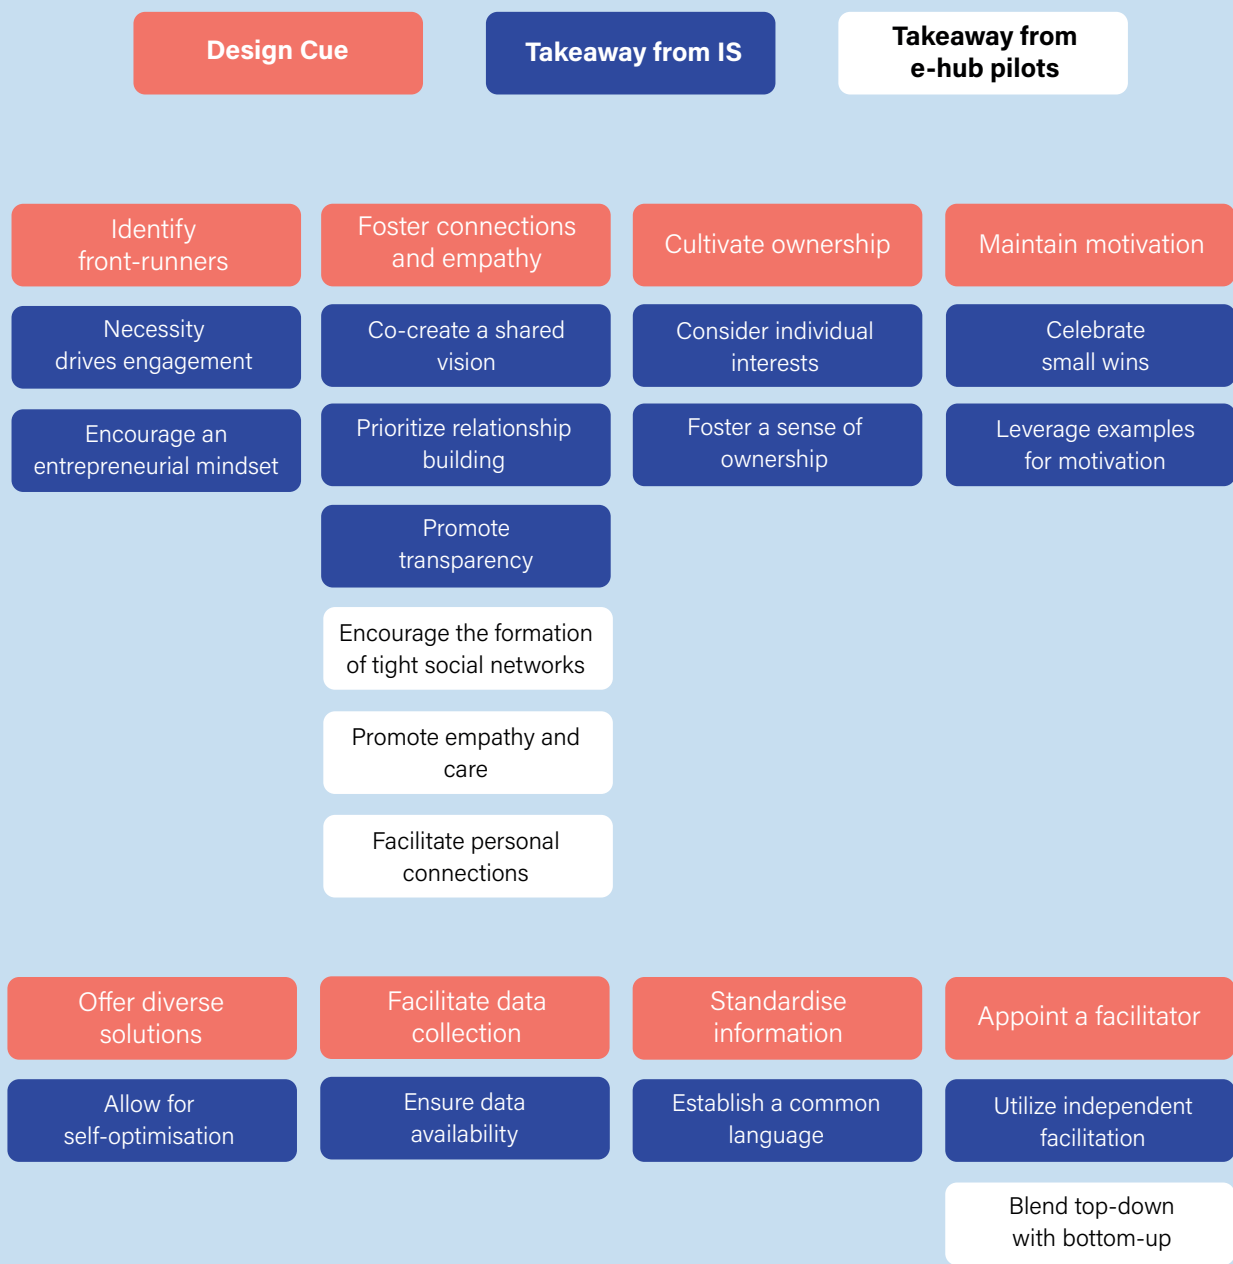 Design Cue
Takeaway from IS
Takeaway from
e-hub pilots
Identify
front-runners
Necessity
drives engagement
Encourage an
entrepreneurial mindset
Foster connections
and empathy
Co-create a shared
vision
Prioritize relationship
building
Promote
transparency
Encourage the formation
of tight social networks
Promote empathy and
care
Facilitate personal
connections
Cultivate ownership
Consider individual
interests
Foster a sense of
ownership
Maintain motivation
Celebrate
small wins
Leverage examples
for motivation
Offer diverse
solutions
Allow for
self-optimisation
Facilitate data
collection
Ensure data
availability
Standardise
information
Establish a common
language
Appoint a facilitator
Utilize independent
facilitation
Blend top-down
with bottom-up